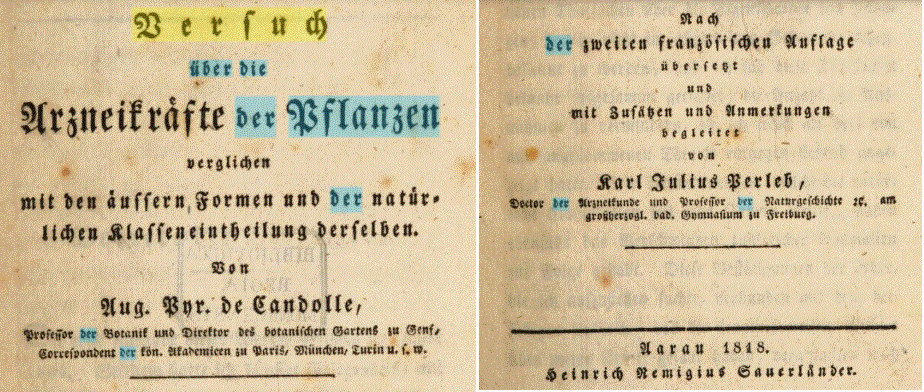 Versuch
über die
Arzneikräfte der Pflanzen
verglichen
mit den äussern Formen und der natür-
lichen Klasseneintheilung derselben.
Von
Aug. Pyr. de Candolle,
Professor der Botanik und Direktor des botanischen Gartens zu Genf,
Correspondent der kön. Akademieen zu Paris, München, Turin u. s. w.
Nach
der zweiten französischen Auflage
übersetzt
und
mit Zusätzen und Anmerkungen
begleitet
von
Karl Julius Perleb,
Doctor der Arzneikunde und Professor der Naturgeschichte ꝛc. am
großherzogl. bad. Gymnasium zu Freiburg.
Aarau 1818.
Heinrich Remigius Sauerländer.